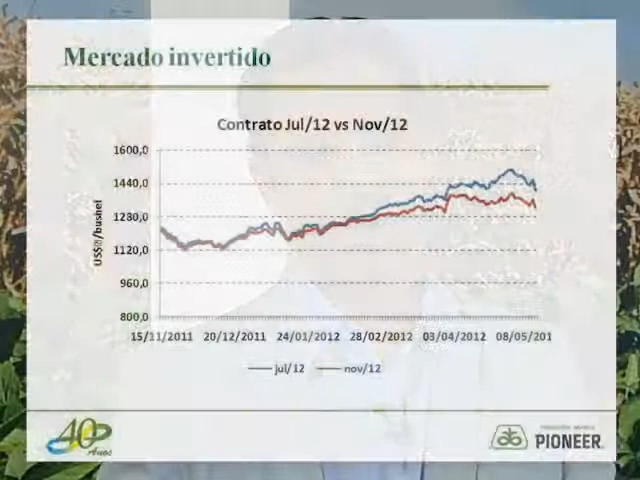 Mercado invertido
Contrato Jul/12 vs Nov/12
1600,0
1440,0
1280,0
1120,0
960,0
800,0
15/11/2011 20/12/2011 24/01/2012 28/02/2012 03/04/2012 08/05/201
jul/12 nov/12
40
Anos
PIONEER